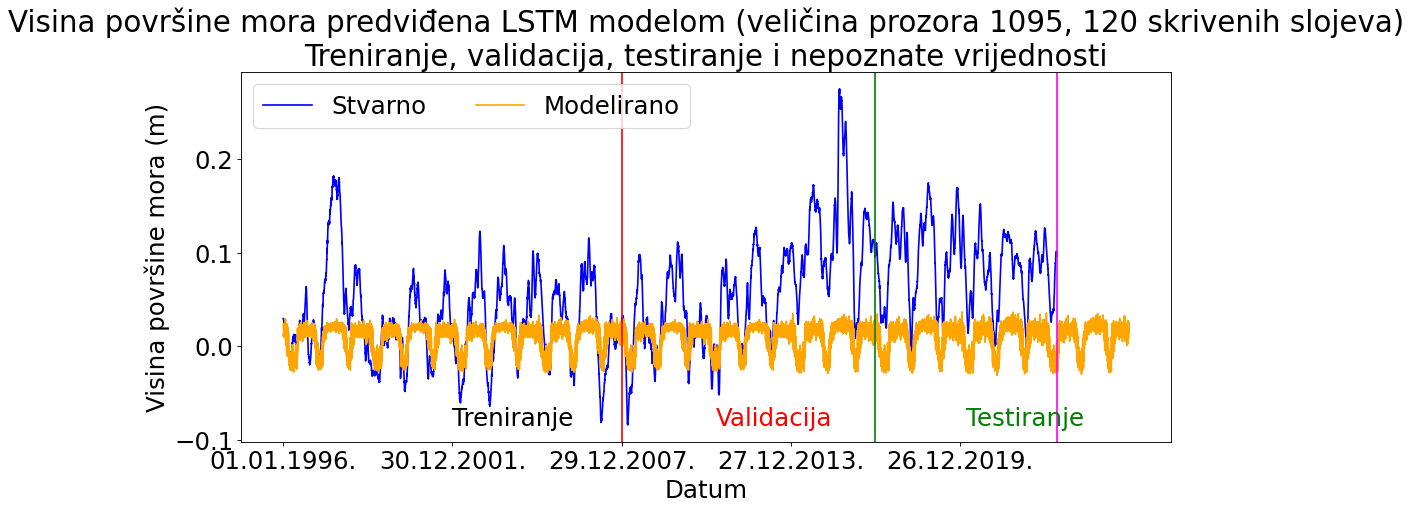 Visina površine mora predviđena LSTM modelom (veličina prozora 1095, 120 skrivenih slojeva)
Treniranje, validacija, testiranje i nepoznate vrijednosti
Stvarno
Modelirano
Visina površine mora (m)
0.2
0.1
0.0
−0.1
Treniranje
Validacija
Testiranje
01.01.1996.
30.12.2001.
29.12.2007.
27.12.2013.
26.12.2019.
Datum